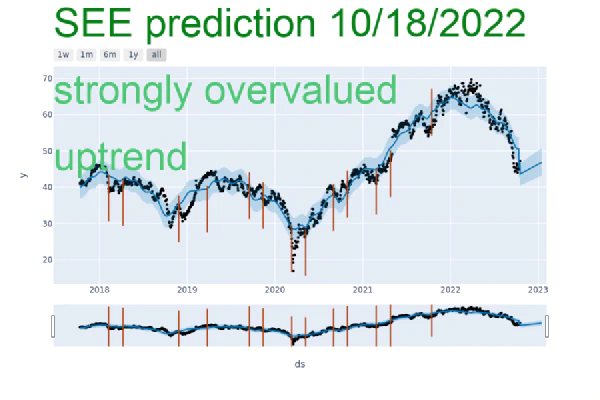 SEE prediction 10/18/2022
1w 1m 6m 1y all
strongly overvalued
uptrend
70
60
50
40
30
20
y
2018 2019 2020 2021 2022 2023
ds